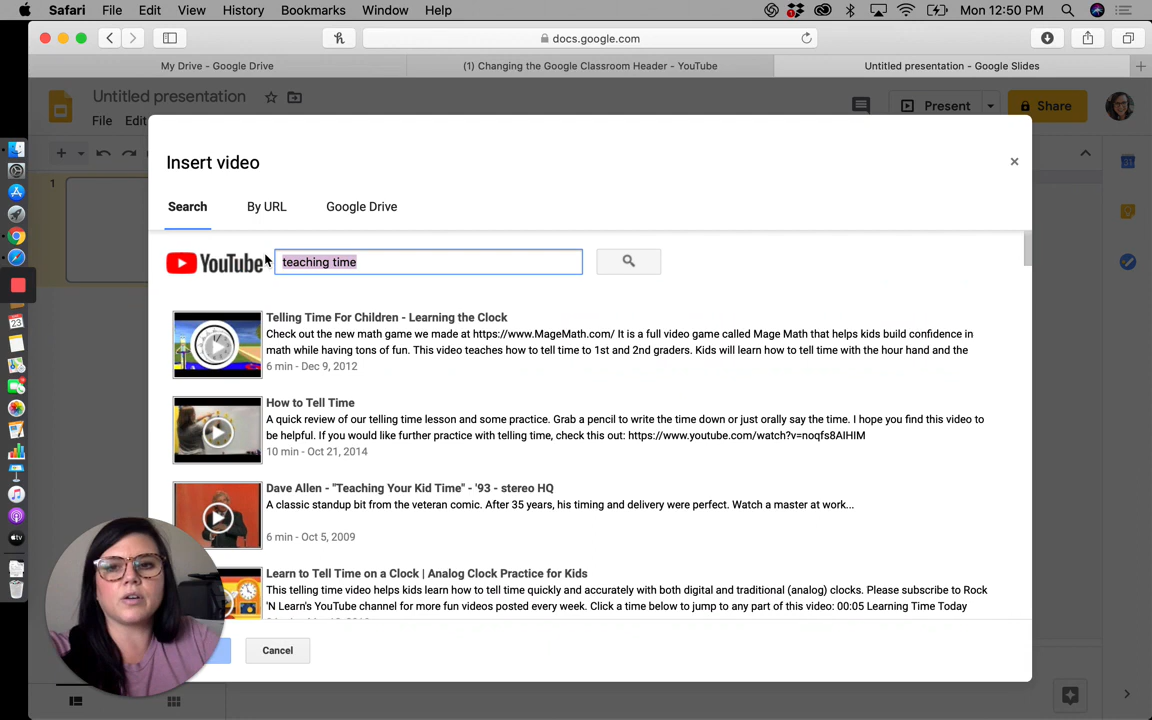 Safari File Edit View History Bookmarks Window Help Mon 12:50 PM
docs.google.com
My Drive - Google Drive (1) Changing the Google Classroom Header - YouTube Untitled presentation - Google Slides
Untitled presentation
Present Share
File Edit
Insert video
Search By URL Google Drive
YouTube teaching time
1
Telling Time For Children - Learning the Clock
Check out the new math game we made at https://www.MageMath.com/ It is a full video game called Mage Math that helps kids build confidence in
math while having tons of fun. This video teaches how to tell time to 1st and 2nd graders. Kids will learn how to tell time with the hour hand and the
6 min - Dec 9, 2012
How to Tell Time
A quick review of our telling time lesson and some practice. Grab a pencil to write the time down or just orally say the time. I hope you find this video to
be helpful. If you would like further practice with telling time, check this out: https://www.youtube.com/watch?v=noqfs8AIHIM
10 min - Oct 21, 2014
Dave Allen - "Teaching Your Kid Time" - '93 - stereo HQ
A classic standup bit from the veteran comic. After 35 years, his timing and delivery were perfect. Watch a master at work...
6 min - Oct 5, 2009
Learn to Tell Time on a Clock | Analog Clock Practice for Kids
This telling time video helps kids learn how to tell time quickly and accurately with both digital and traditional (analog) clocks. Please subscribe to Rock
'N Learn's YouTube channel for more fun videos posted every week. Click a time below to jump to any part of this video: 00:05 Learning Time Today
Cancel